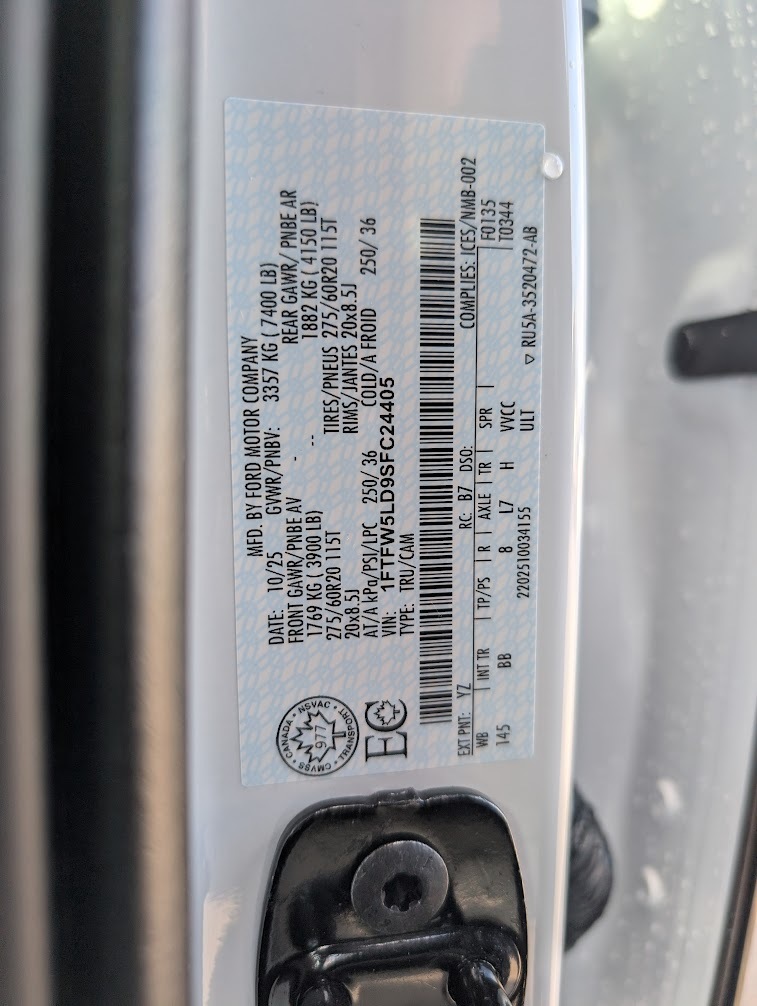 MFD. BY FORD MOTOR COMPANY
DATE: 10/25 GVWR/PNBV: 3357 KG ( 7400 LB)
FRONT GAWR/PNBE AV - REAR GAWR/ PNBE AR
1769 KG ( 3900 LB) -- 1882 KG ( 4150 LB)
275/60R20 115T TIRES/PNEUS 275/60R20 115T
20x8.5J RIMS/JANTES 20x8.5J
AT/A kPa/PSI/LPC 250/ 36 COLD/A FROID 250/ 36
VIN: 1FTFW5LD9SFC24405
TYPE: TRU/CAM
CANADA • NSVAC • TRANSPORT • CMVSS •
977
EC
EXT PNT: YZ RC: B7 DSO: COMPLIES: ICES/NMB-002
WB | INT TR | TP/PS | R | AXLE | TR | SPR | F0135
145 BB 8 L7 H VVCC T0344
2202510034155 ULT
▽ RU5A-3520472-AB